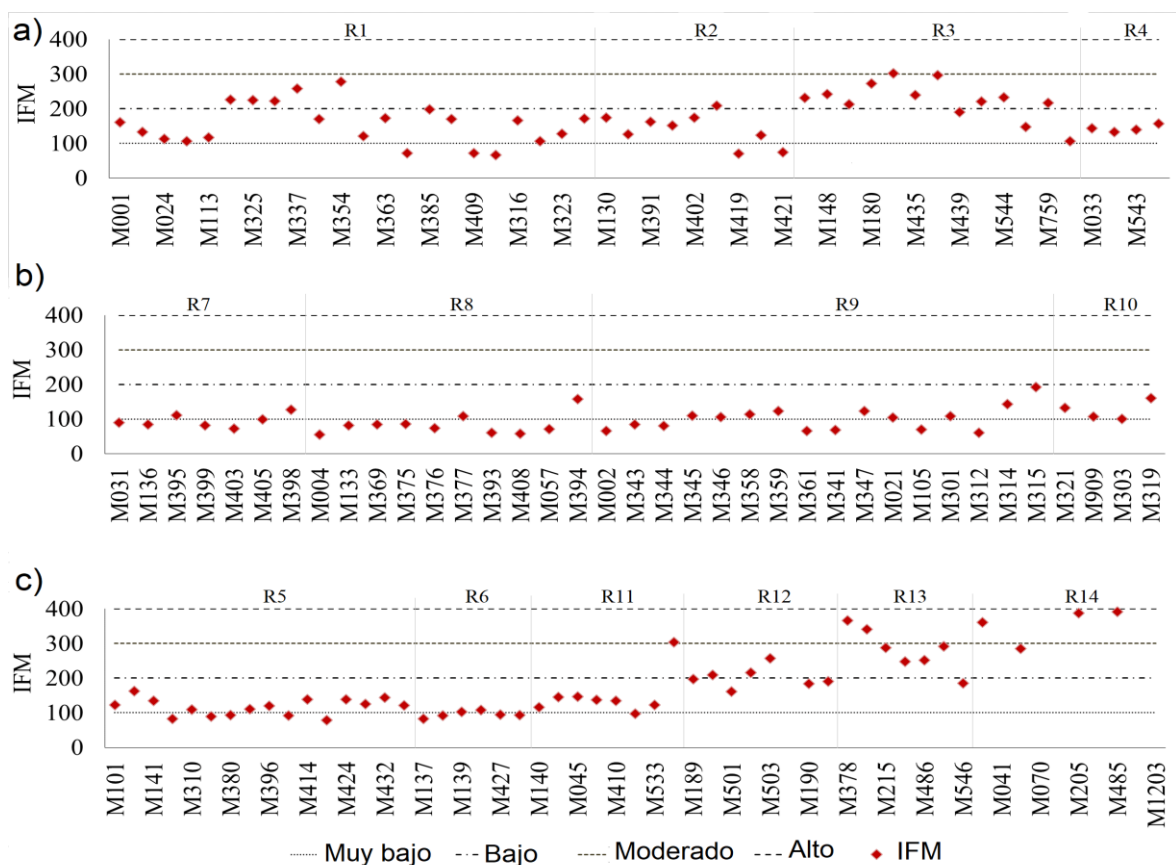 a)
R1 R2 R3 R4
400
300
200
100
0
IFM
M001 M024 M113 M325 M337 M354 M363 M385 M409 M316 M323 M130 M391 M402 M419 M421 M148 M180 M435 M439 M544 M759 M033 M543
b)
R7 R8 R9 R10
400
300
200
100
0
IFM
M031 M136 M395 M399 M403 M405 M398 M004 M133 M369 M375 M376 M377 M393 M408 M057 M394 M002 M343 M344 M345 M346 M358 M359 M361 M341 M347 M021 M105 M301 M312 M314 M315 M321 M909 M303 M319
c)
R5 R6 R11 R12 R13 R14
400
300
200
100
0
IFM
M101 M141 M310 M380 M396 M414 M424 M432 M137 M139 M427 M140 M045 M410 M533 M189 M501 M503 M190 M378 M215 M486 M546 M041 M070 M205 M485 M1203
Muy bajo Bajo Moderado Alto IFM